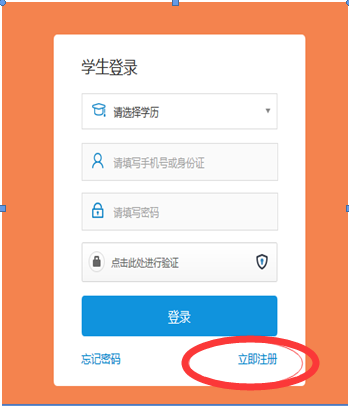 学生登录
请选择学历
请填写手机号或身份证
请填写密码
点击此处进行验证
登录
忘记密码 立即注册